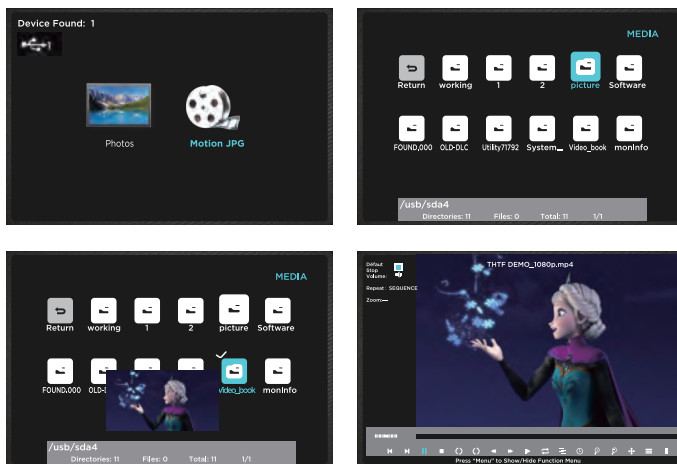 Device Found: 1
1
Photos
Motion JPG
MEDIA
Return working 1 2 picture Software
FOUND,000 OLD-DLC Utility71792 System_ Video_book monInfo
/usb/sda4
Directories: 11 Files: 0 Total: 11 1/1
MEDIA
Return working 1 2 picture Software
FOUND.000 Video_book monInfo
/usb/sda4
Directories: 11 Files: 0 Total: 11 1/1
THTF DEMO_1080p.mp4
Defaut
Stop
Volume:
Repeat: SEQUENCE
Zoom:
Press "Menu" to Show/Hide Function Menu